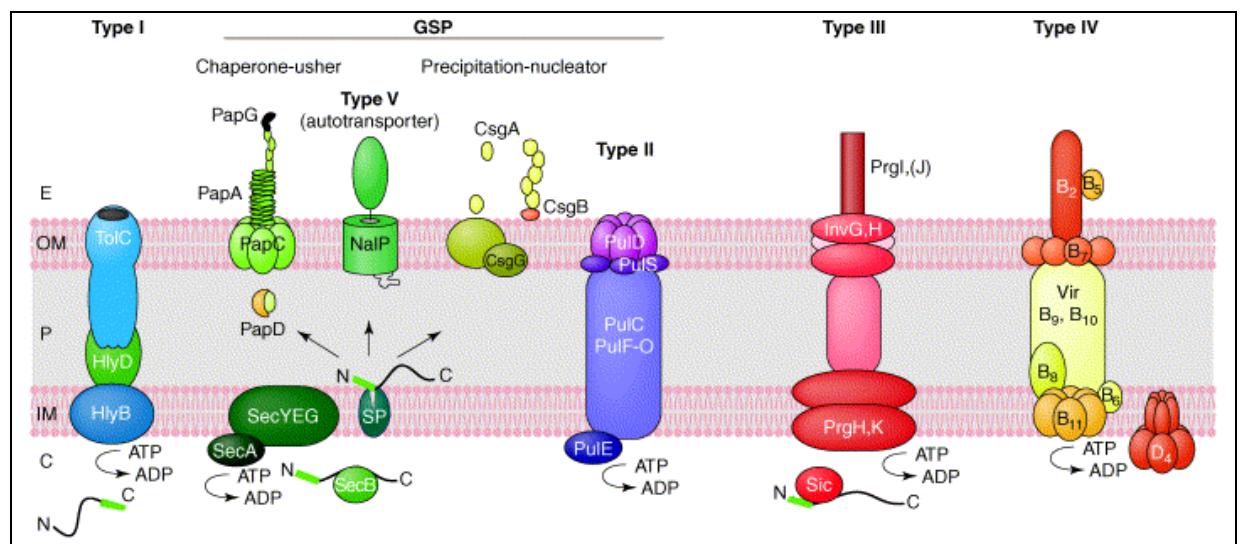 Type I
GSP
Type III
Type IV
Chaperone-usher
Precipitation-nucleator
Type V
(autotransporter)
PapG
CsgA
Type II
PapA
PrgI,(J)
B2
B5
E
CsgB
OM
TolC
PapC
NalP
CsgG
PulD
PulS
InvG,H
B7
P
PapD
PulC
PulF-O
Vir
B9, B10
HlyD
N
C
B8
B6
IM
HlyB
SecYEG
SP
PrgH,K
B11
D4
C
ATP
ADP
SecA
ATP
ADP
N
SecB
C
PulE
ATP
ADP
ATP
ADP
ATP
ADP
N
C
N
Sic
C